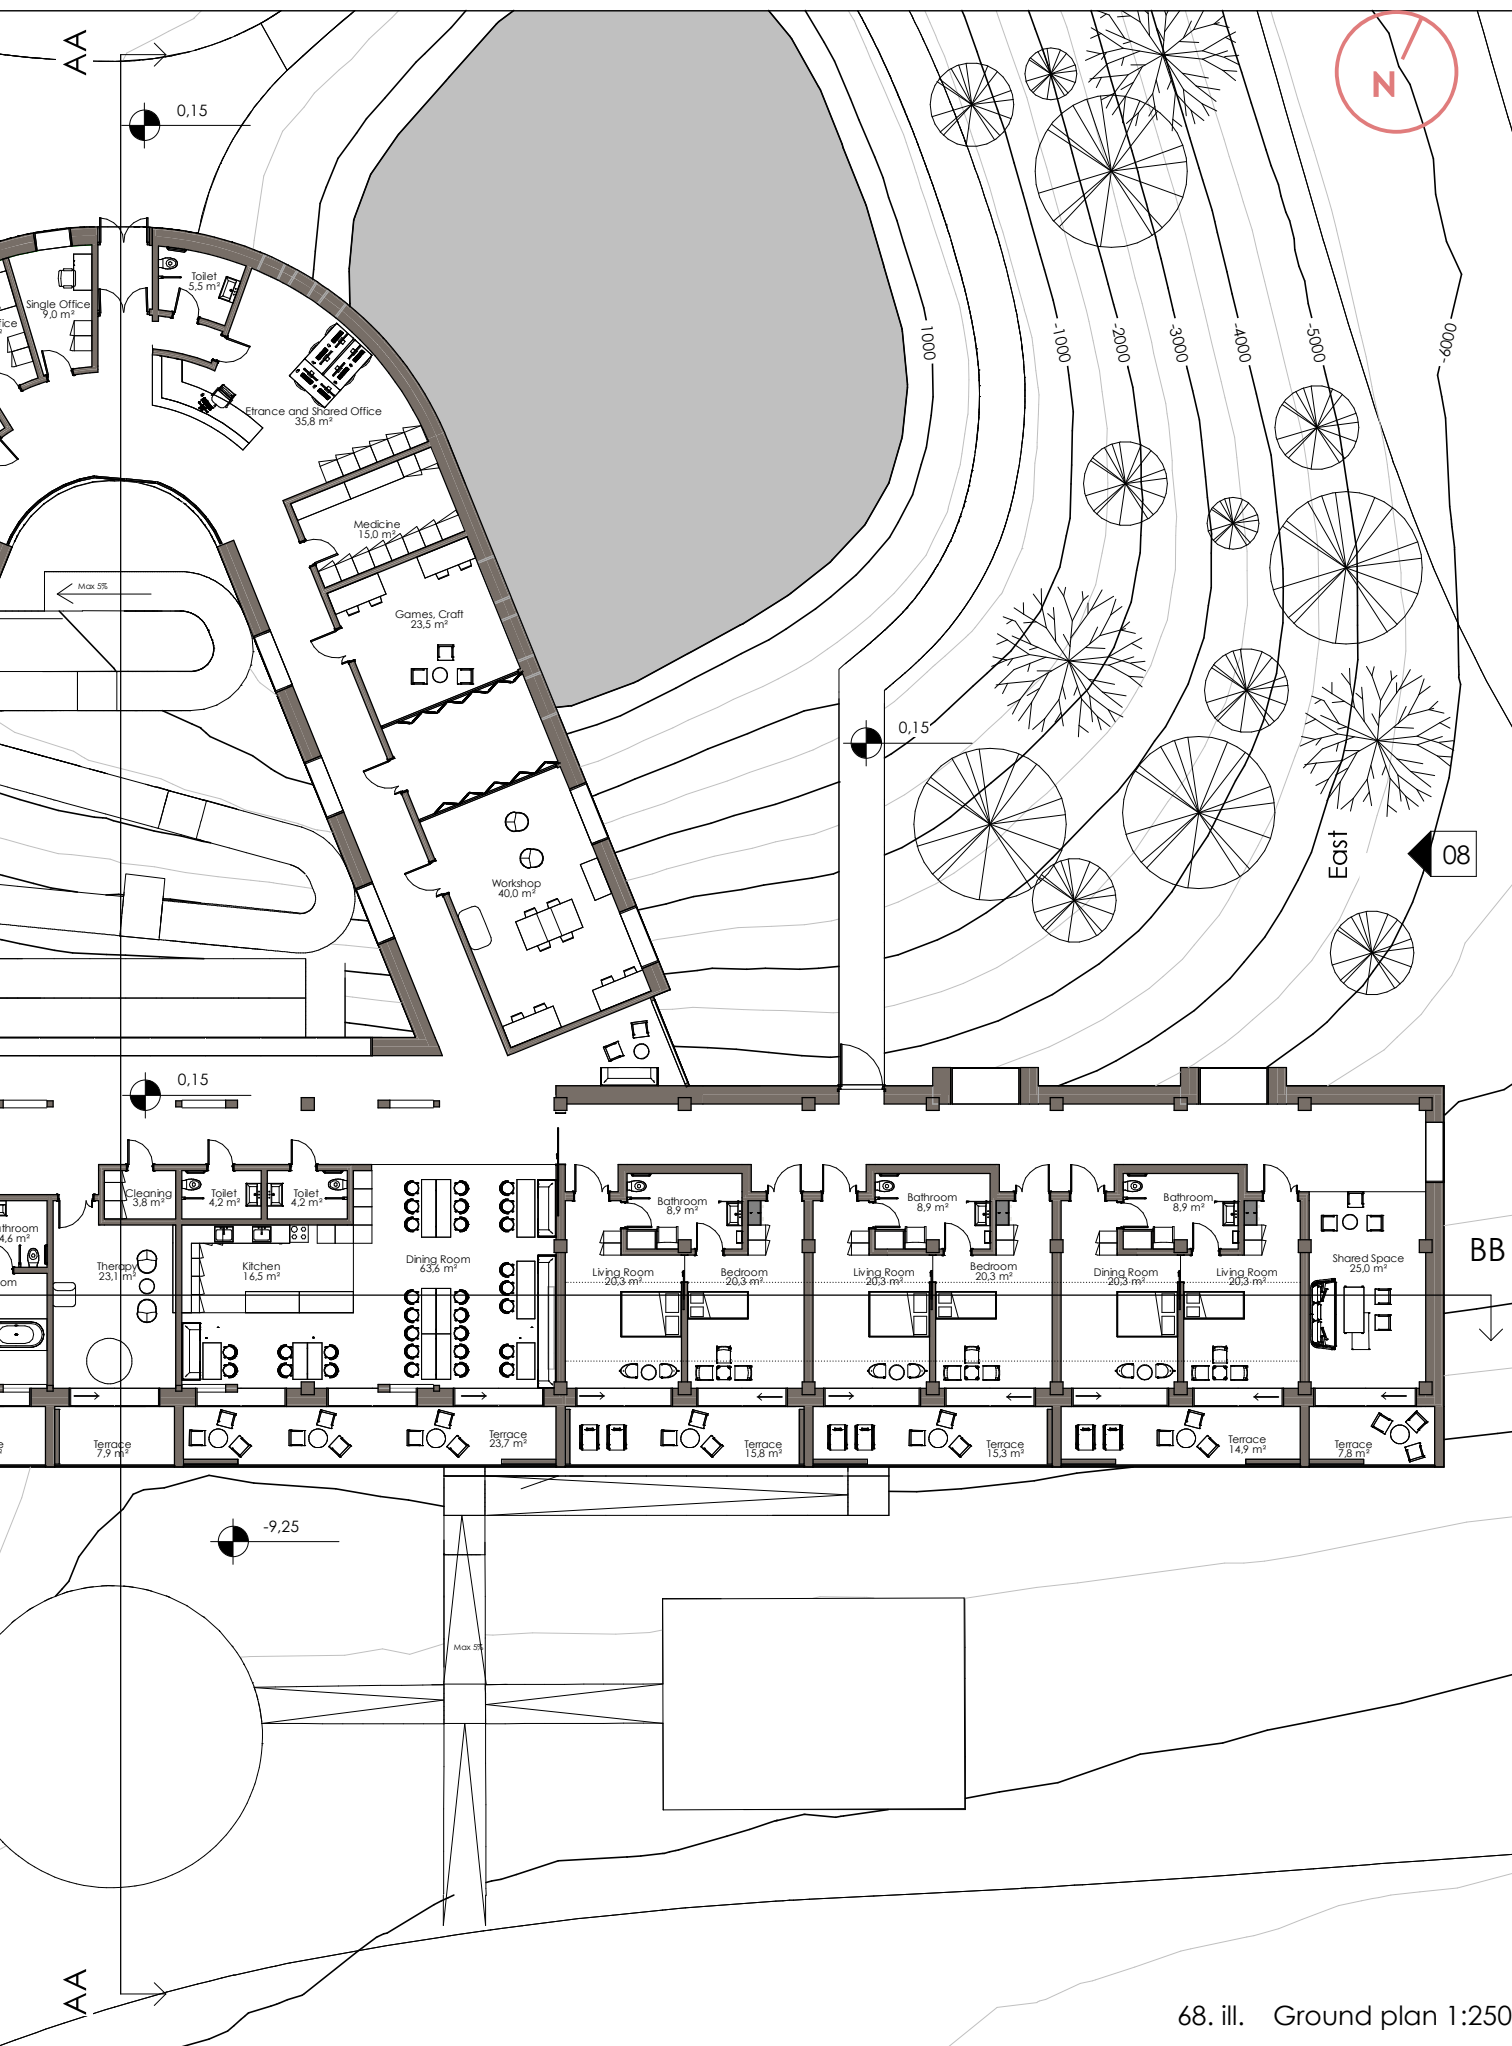 AA
N
0,15
Toilet
5,5 m²
Single Office
9,0 m²
1000
-1000
-2000
-3000
-4000
-5000
-6000
Etrance and Shared Office
35,8 m²
Medicine
15,0 m²
Max 5%
Games, Craft
23,5 m²
0,15
East
08
Workshop
40,0 m²
0,15
Cleaning
3,8 m²
Toilet
4,2 m²
Toilet
4,2 m²
Bathroom
8,9 m²
Bathroom
8,9 m²
Bathroom
8,9 m²
Therapy
23,1 m²
Kitchen
16,5 m²
Dining Room
63,6 m²
Living Room
20,3 m²
Bedroom
20,3 m²
Living Room
20,3 m²
Bedroom
20,3 m²
Dining Room
20,3 m²
Living Room
20,3 m²
Shared Space
25,0 m²
BB
Terrace
7,9 m²
Terrace
23,7 m²
Terrace
15,8 m²
Terrace
15,3 m²
Terrace
14,9 m²
Terrace
7,8 m²
-9,25
Max 5%
AA
68. ill. Ground plan 1:250